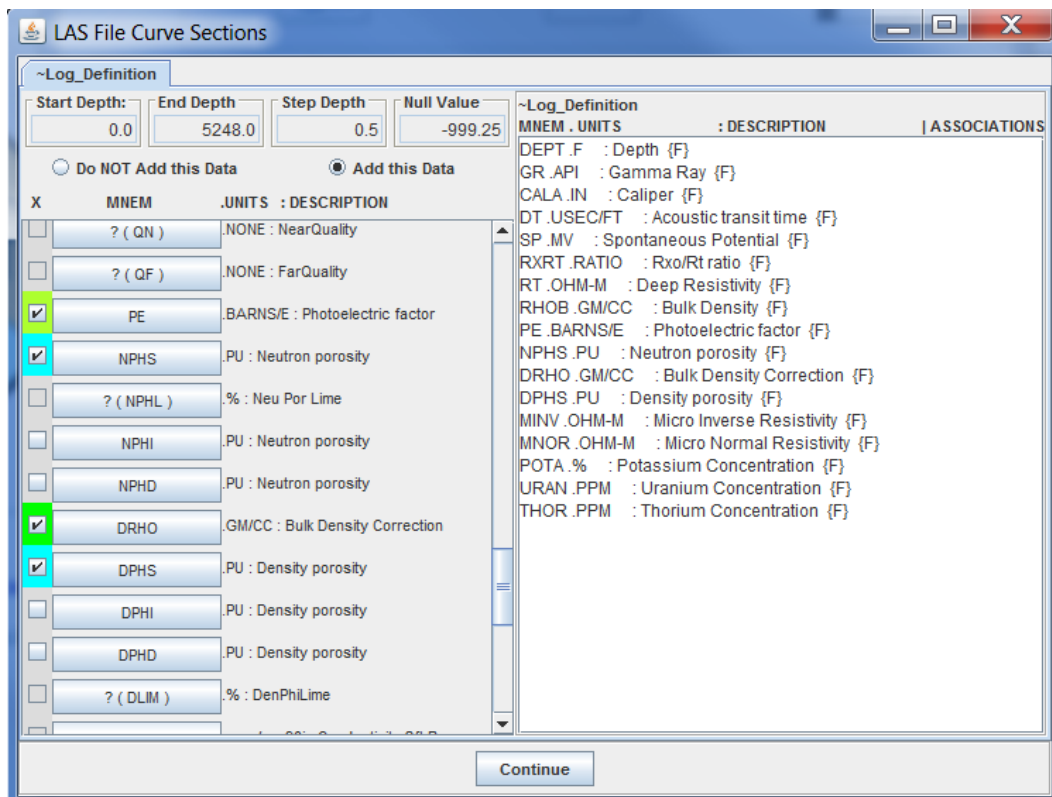 LAS File Curve Sections
~Log_Definition
Start Depth: End Depth Step Depth Null Value
0.0 5248.0 0.5 -999.25
Do NOT Add this Data Add this Data
X MNEM .UNITS : DESCRIPTION
? ( QN ) .NONE : NearQuality
? ( QF ) .NONE : FarQuality
PE .BARNS/E : Photoelectric factor
NPHS .PU : Neutron porosity
? ( NPHL ) .% : Neu Por Lime
NPHI .PU : Neutron porosity
NPHD .PU : Neutron porosity
DRHO .GM/CC : Bulk Density Correction
DPHS .PU : Density porosity
DPHI .PU : Density porosity
DPHD .PU : Density porosity
? ( DLIM ) .% : DenPhiLime
~Log_Definition
MNEM . UNITS : DESCRIPTION | ASSOCIATIONS
DEPT .F : Depth {F}
GR .API : Gamma Ray {F}
CALA .IN : Caliper {F}
DT .USEC/FT : Acoustic transit time {F}
SP .MV : Spontaneous Potential {F}
RXRT .RATIO : Rxo/Rt ratio {F}
RT .OHM-M : Deep Resistivity {F}
RHOB .GM/CC : Bulk Density {F}
PE .BARNS/E : Photoelectric factor {F}
NPHS .PU : Neutron porosity {F}
DRHO .GM/CC : Bulk Density Correction {F}
DPHS .PU : Density porosity {F}
MINV .OHM-M : Micro Inverse Resistivity {F}
MNOR .OHM-M : Micro Normal Resistivity {F}
POTA .% : Potassium Concentration {F}
URAN .PPM : Uranium Concentration {F}
THOR .PPM : Thorium Concentration {F}
Continue